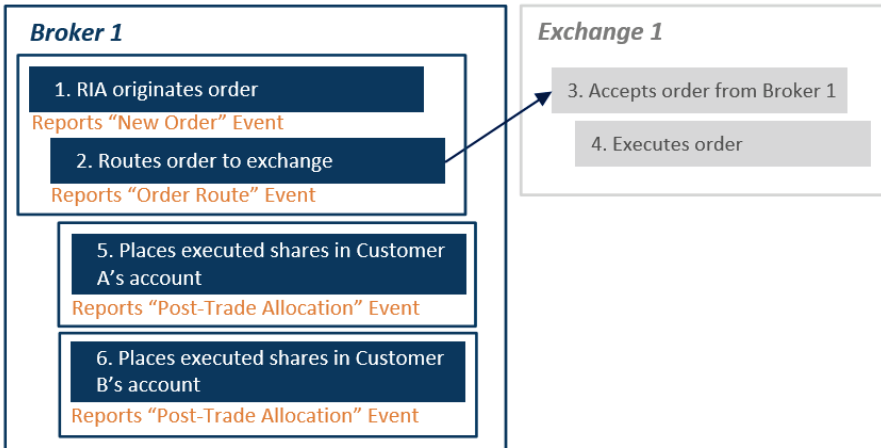 Broker 1
1. RIA originates order
Reports “New Order” Event
2. Routes order to exchange
Reports “Order Route” Event
5. Places executed shares in Customer
A’s account
Reports “Post-Trade Allocation” Event
6. Places executed shares in Customer
B’s account
Reports “Post-Trade Allocation” Event
Exchange 1
3. Accepts order from Broker 1
4. Executes order